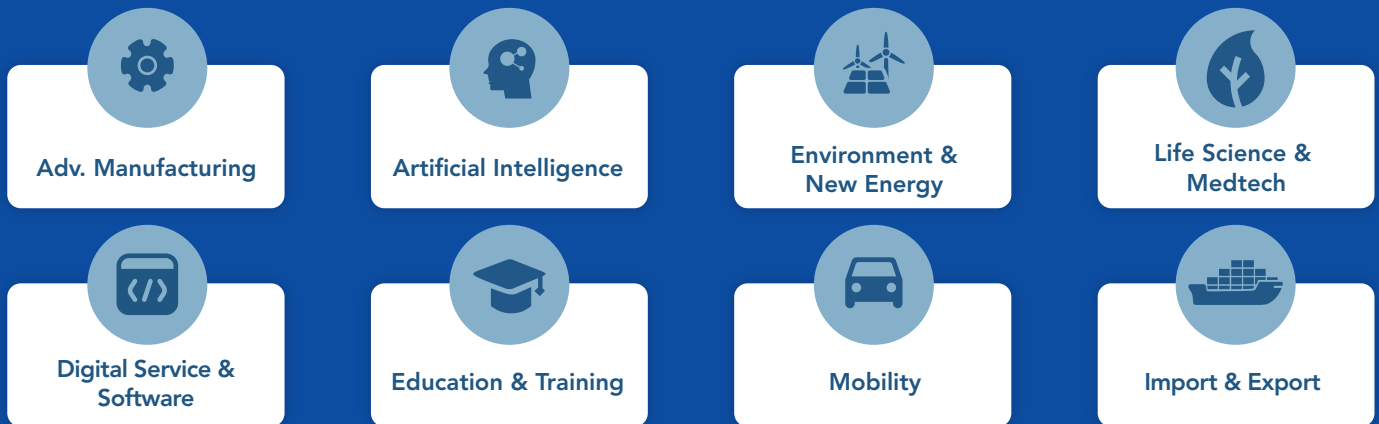 Adv. Manufacturing
Artificial Intelligence
Environment &
New Energy
Life Science &
Medtech
Digital Service &
Software
Education & Training
Mobility
Import & Export